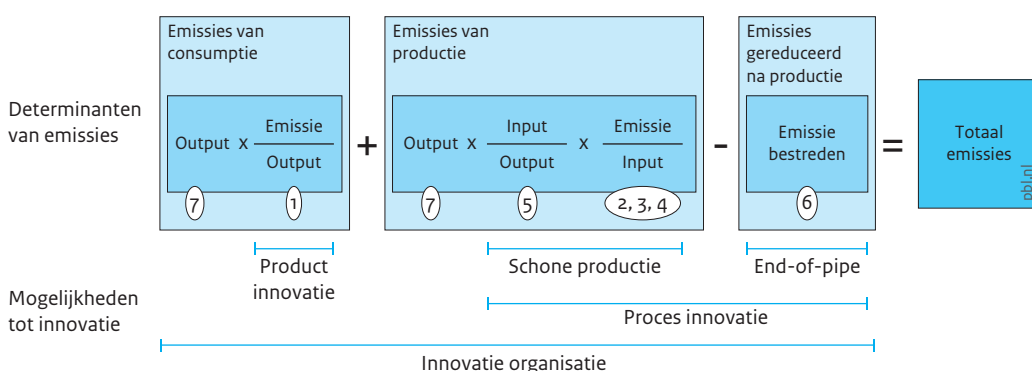 Emissies van
consumptie
Emissies van
productie
Emissies
gereduceerd
na productie
Determinanten
van emissies
Output x
Emissie
Output
+
Output x
Input
Output
x
Emissie
Input
-
Emissie
bestreden
=
Totaal
emissies
pbl.nl
7
1
7
5
2, 3, 4
6
Product
innovatie
Schone productie
End-of-pipe
Mogelijkheden
tot innovatie
Proces innovatie
Innovatie organisatie